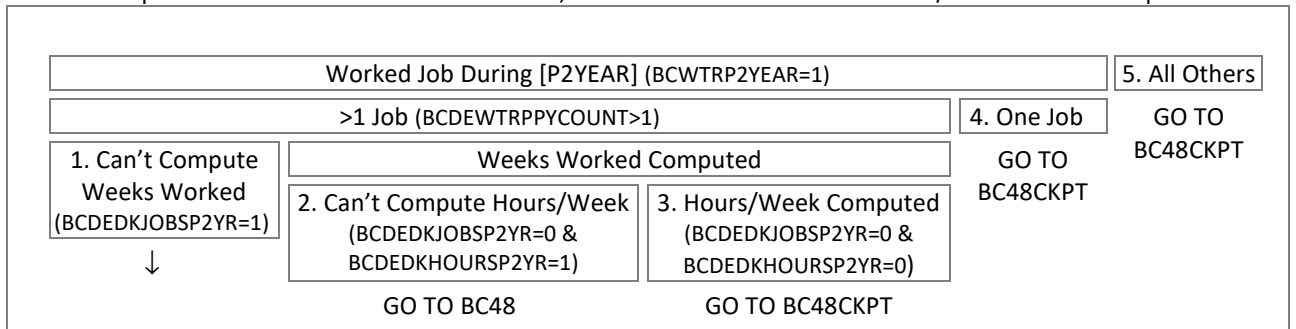 Worked Job During [P2YEAR] (BCWTRP2YEAR=1)
5. All Others
>1 Job (BCDEWTRPPYCOUNT>1)
4. One Job
GO TO
BC48CKPT
1. Can't Compute
Weeks Worked
(BCDEDKJOBSP2YR=1)
↓
Weeks Worked Computed
GO TO
BC48CKPT
2. Can't Compute Hours/Week
(BCDEDKJOBSP2YR=0 &
BCDEDKHOURSP2YR=1)
3. Hours/Week Computed
(BCDEDKJOBSP2YR=0 &
BCDEDKHOURSP2YR=0)
GO TO BC48
GO TO BC48CKPT